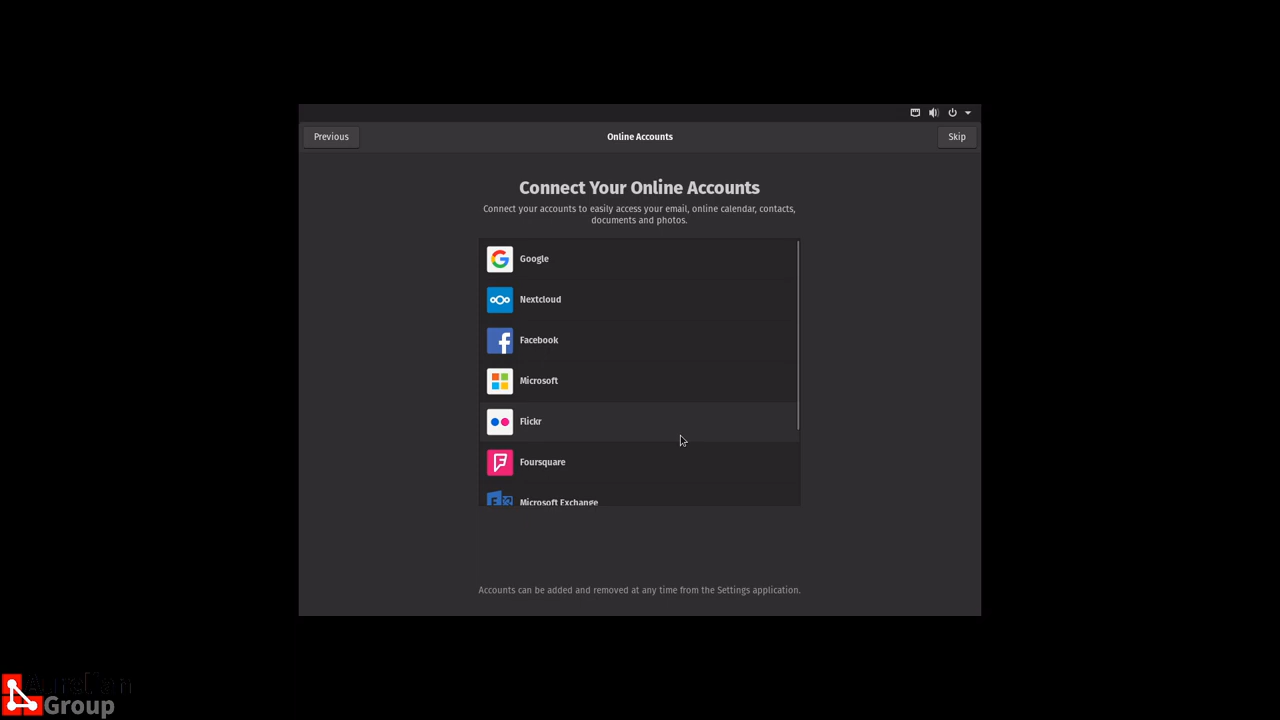 Previous
Online Accounts
Skip
Connect Your Online Accounts
Connect your accounts to easily access your email, online calendar, contacts,
documents and photos.
Google
Nextcloud
Facebook
Microsoft
Flickr
Foursquare
Microsoft Exchange
Accounts can be added and removed at any time from the Settings application.
Group